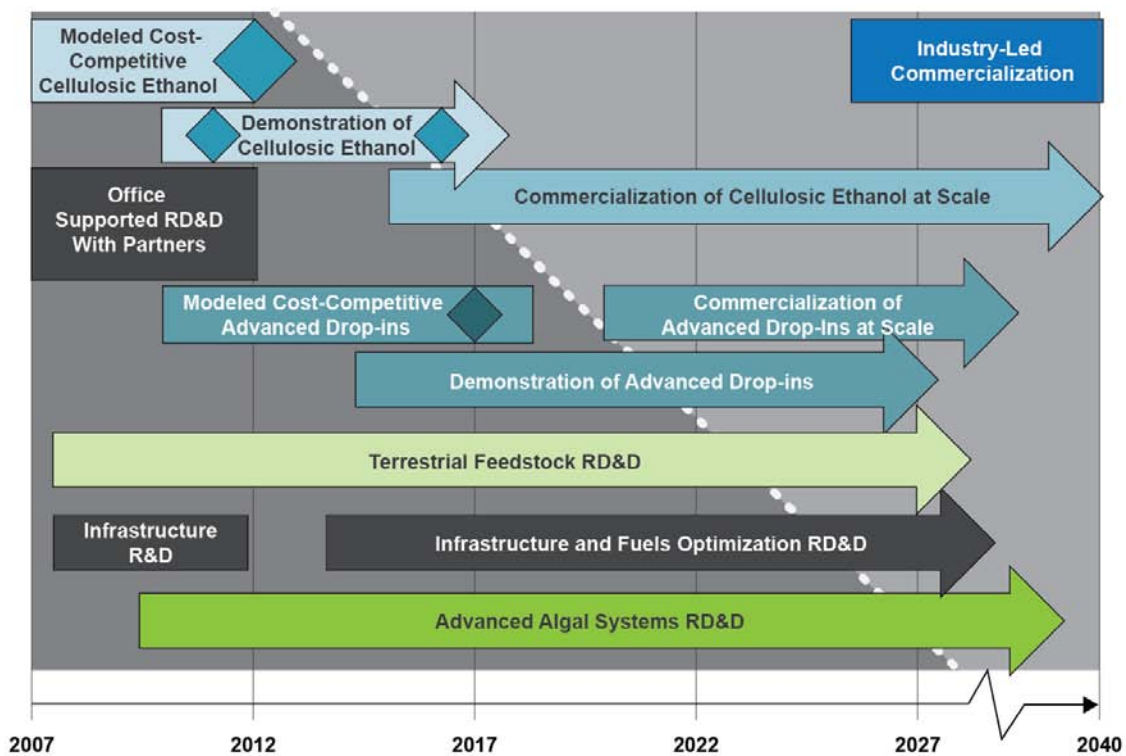 Modeled Cost-
Competitive
Cellulosic Ethanol
Industry-Led
Commercialization
Demonstration of
Cellulosic Ethanol
Office
Supported RD&D
With Partners
Commercialization of Cellulosic Ethanol at Scale
Modeled Cost-Competitive
Advanced Drop-ins
Commercialization of
Advanced Drop-Ins at Scale
Demonstration of Advanced Drop-ins
Terrestrial Feedstock RD&D
Infrastructure
R&D
Infrastructure and Fuels Optimization RD&D
Advanced Algal Systems RD&D
2007 2012 2017 2022 2027 2040